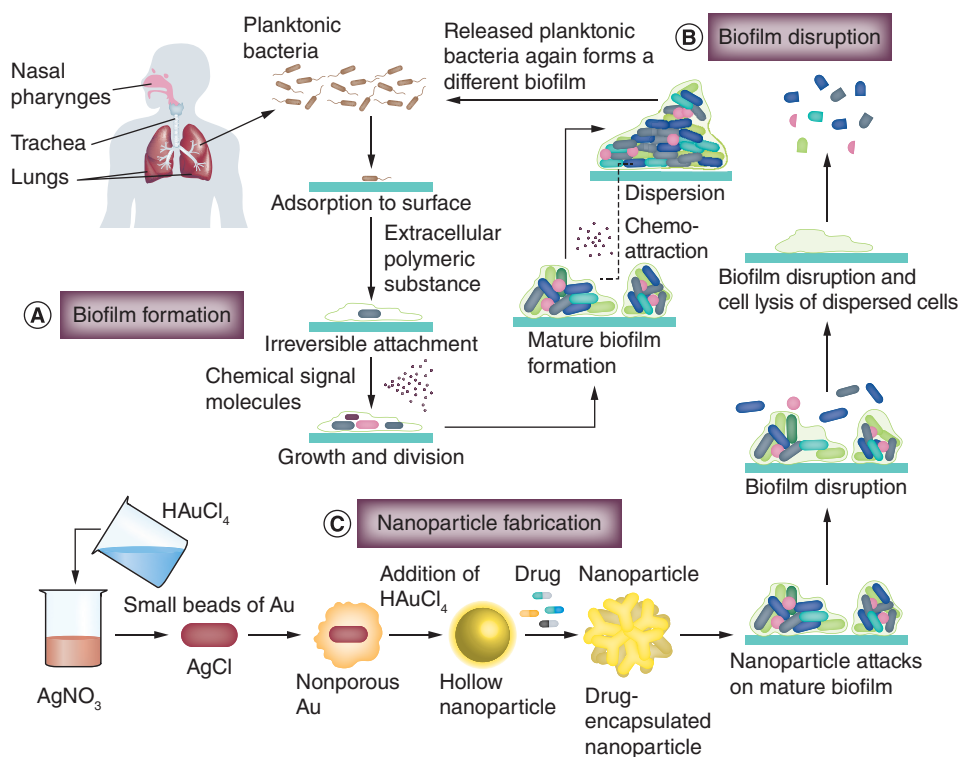 Planktonic
bacteria
Nasal
pharynges
Trachea
Lungs
Adsorption to surface
Extracellular
polymeric
substance
A
Biofilm formation
Irreversible attachment
Chemical signal
molecules
Growth and division
Released planktonic
bacteria again forms a
different biofilm
Dispersion
Chemo-
attraction
Mature biofilm
formation
B
Biofilm disruption
Biofilm disruption and
cell lysis of dispersed cells
Biofilm disruption
Nanoparticle attacks
on mature biofilm
C
Nanoparticle fabrication
HAuCl4
AgNO3
Small beads of Au
AgCl
Nonporous
Au
Addition of
HAuCl4
Hollow
nanoparticle
Drug
Nanoparticle
Drug-
encapsulated
nanoparticle